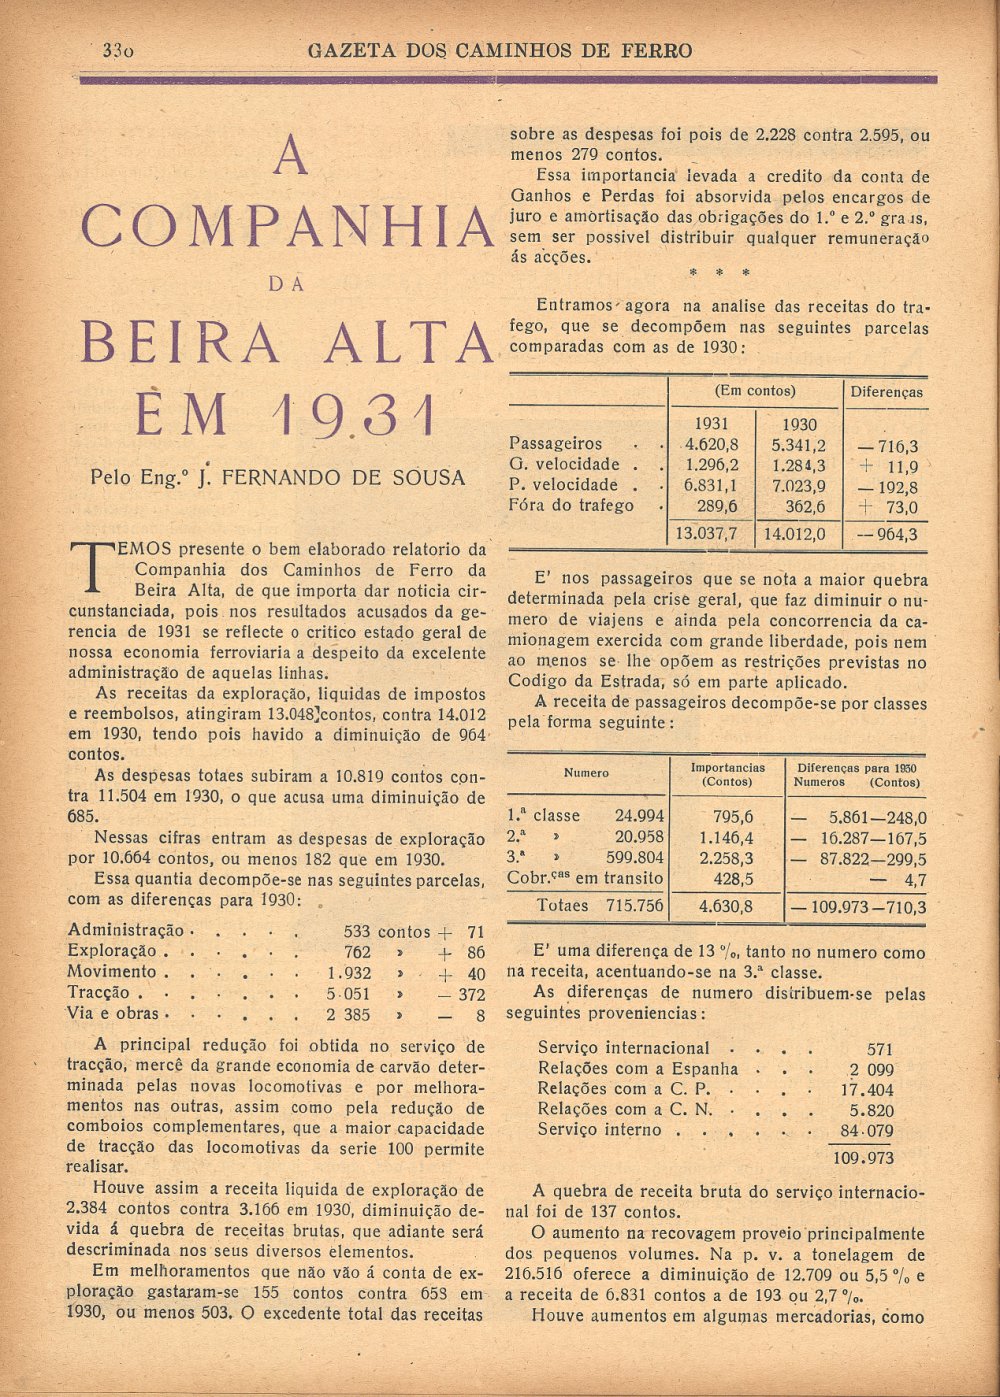 330
GAZETA DOS CAMINHOS DE FERRO
A
COMPANHIA
DA
BEIRA ALTA
EM 1931
Pelo Eng.º J. FERNANDO DE SOUSA
TEMOS presente o bem elaborado relatorio da
Companhia dos Caminhos de Ferro da
Beira Alta, de que importa dar noticia cir-
cunstanciada, pois nos resultados acusados da ge-
rencia de 1931 se reflecte o critico estado geral de
nossa economia ferroviaria a despeito da excelente
administração de aquelas linhas.
As receitas da exploração, liquidas de impostos
e reembolsos, atingiram 13.048 contos, contra 14.012
em 1930, tendo pois havido a diminuição de 964
contos.
As despesas totaes subiram a 10.819 contos con-
tra 11.504 em 1930, o que acusa uma diminuição de
685.
Nessas cifras entram as despesas de exploração
por 10.664 contos, ou menos 182 que em 1930.
Essa quantia decompõe-se nas seguintes parcelas,
com as diferenças para 1930:
Administração . . . . . 533 contos + 71
Exploração . . . . . . 762 » + 86
Movimento . . . . . . 1.932 » + 40
Tracção . . . . . . . 5.051 » — 372
Via e obras . . . . . . 2 385 » — 8
A principal redução foi obtida no serviço de
tracção, mercê da grande economia de carvão deter-
minada pelas novas locomotivas e por melhora-
mentos nas outras, assim como pela redução de
comboios complementares, que a maior capacidade
de tracção das locomotivas da serie 100 permite
realisar.
Houve assim a receita liquida de exploração de
2.384 contos contra 3.166 em 1930, diminuição de-
vida á quebra de receitas brutas, que adiante será
descriminada nos seus diversos elementos.
Em melhoramentos que não vão á conta de ex-
ploração gastaram-se 155 contos contra 658 em
1930, ou menos 503. O excedente total das receitas
sobre as despesas foi pois de 2.228 contra 2.595, ou
menos 279 contos.
Essa importancia levada a credito da conta de
Ganhos e Perdas foi absorvida pelos encargos de
juro e amortisação das obrigações do 1.º e 2.º graus,
sem ser possivel distribuir qualquer remuneração
ás acções.
* * *
Entramos agora na analise das receitas do tra-
fego, que se decompõem nas seguintes parcelas
comparadas com as de 1930:
(Em contos) Diferenças
1931 1930
Passageiros . . 4.620,8 5.341,2 — 716,3
G. velocidade . . 1.296,2 1.284,3 + 11,9
P. velocidade . . 6.831,1 7.023,9 — 192,8
Fóra do trafego . 289,6 362,6 + 73,0
13.037,7 14.012,0 — 964,3
E' nos passageiros que se nota a maior quebra
determinada pela crise geral, que faz diminuir o nu-
mero de viajens e ainda pela concorrencia da ca-
mionagem exercida com grande liberdade, pois nem
ao menos se lhe opõem as restrições previstas no
Codigo da Estrada, só em parte aplicado.
A receita de passageiros decompõe-se por classes
pela forma seguinte:
Numero Importancias (Contos) Diferenças para 1930 Numeros (Contos)
1.ª classe 24.994 795,6 — 5.861—248,0
2.ª » 20.958 1.146,4 — 16.287—167,5
3.ª » 599.804 2.258,3 — 87.822—299,5
Cobr.ças em transito 428,5 — 4,7
Totaes 715.756 4.630,8 — 109.973—710,3
E' uma diferença de 13 %, tanto no numero como
na receita, acentuando-se na 3.ª classe.
As diferenças de numero distribuem-se pelas
seguintes proveniencias:
Serviço internacional . . . . 571
Relações com a Espanha . . . 2 099
Relações com a C. P. . . . . 17.404
Relações com a C. N. . . . . 5.820
Serviço interno . . . . . . 84.079
109.973
A quebra de receita bruta do serviço internacio-
nal foi de 137 contos.
O aumento na recovagem proveio principalmente
dos pequenos volumes. Na p. v. a tonelagem de
216.516 oferece a diminuição de 12.709 ou 5,5 % e
a receita de 6.831 contos a de 193 ou 2,7 %.
Houve aumentos em algumas mercadorias, como